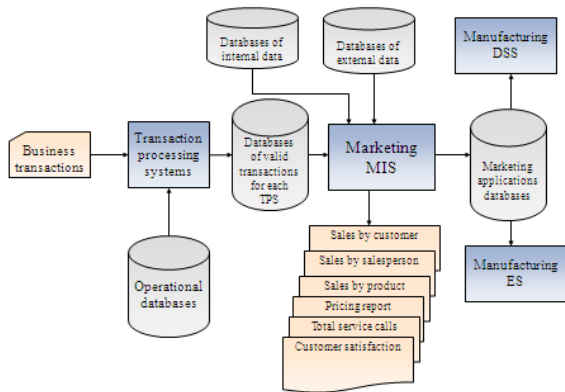 Databases of
internal data
Databases of
external data
Manufacturing
DSS
Business
transactions
Transaction
processing
systems
Databases
of valid
transactions
for each
TPS
Marketing
MIS
Marketing
applications
databases
Operational
databases
Sales by customer
Sales by salesperson
Sales by product
Pricing report
Total service calls
Customer satisfaction
Manufacturing
ES